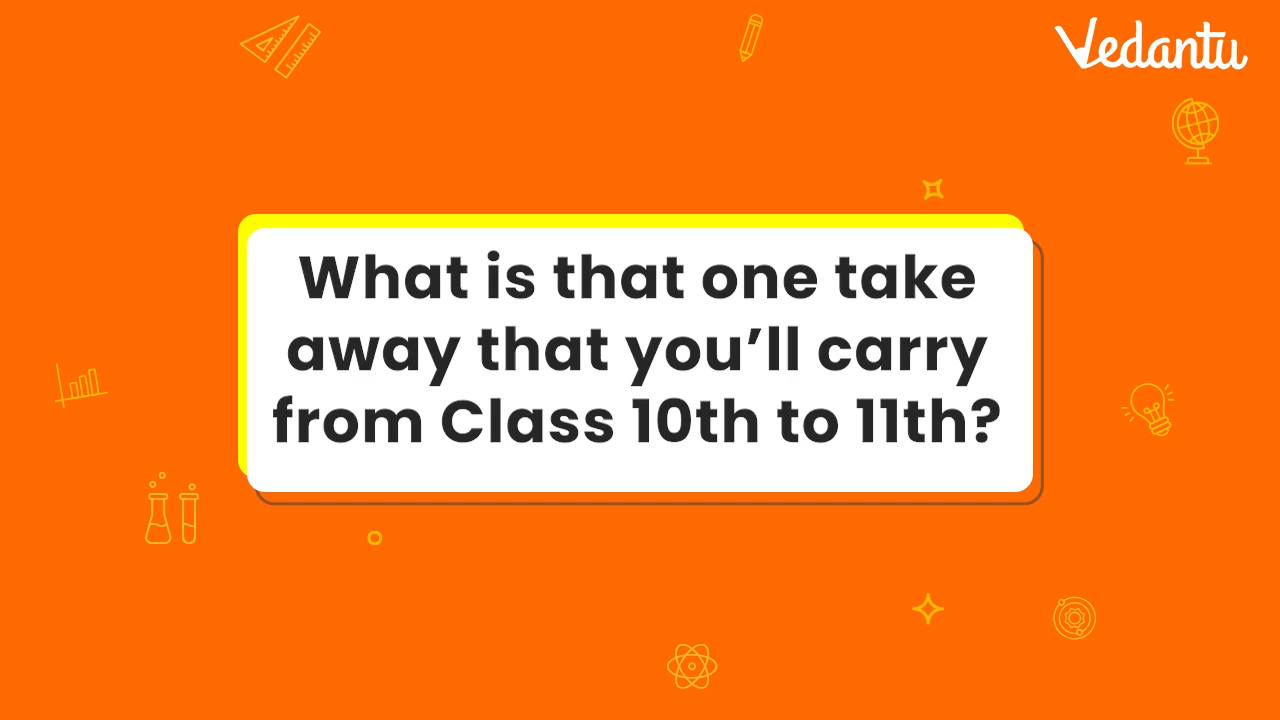 Vedantu
What is that one take
away that you’ll carry
from Class 10th to 11th?